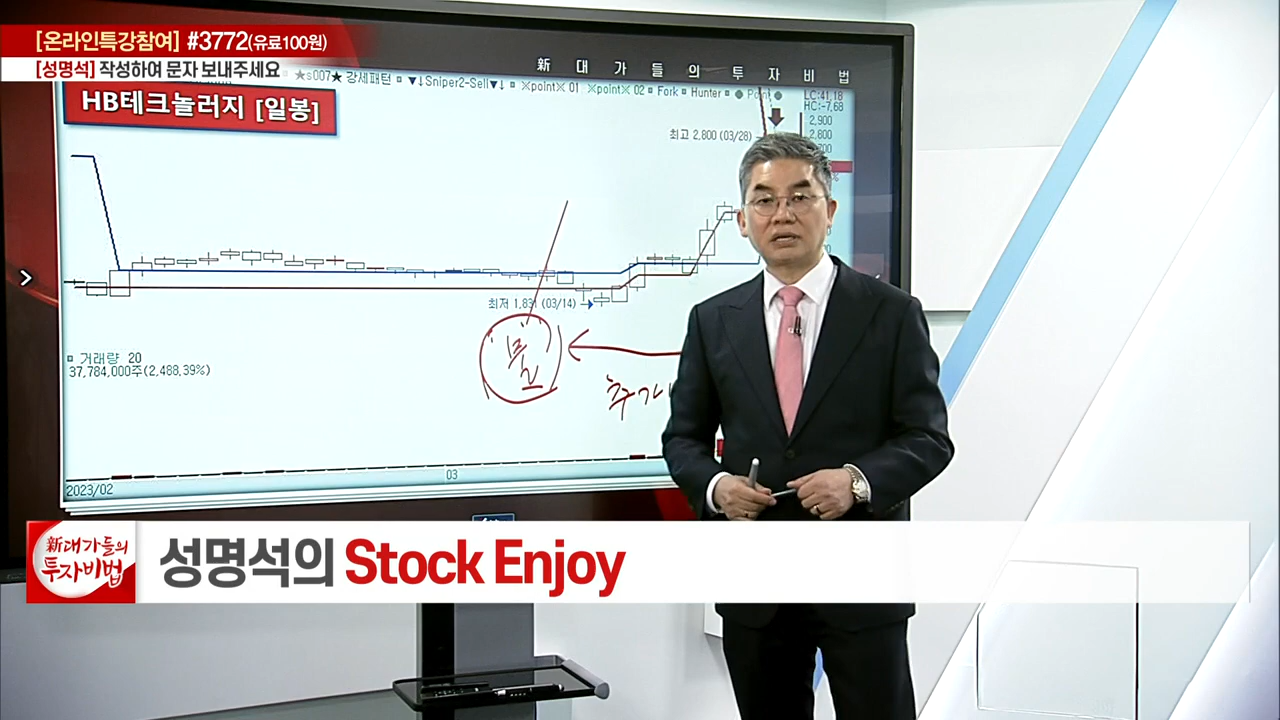 [온라인특강참여] #3772(유료100원)
[성명석] 작성하여 문자 보내주세요
新 대 가 들 의 투 자 비 법
★s007★ 강세패턴 ▼↓Sniper2-Sell▼↓ ※point※ 01 ※point※ 02 Fork Hunter Point
LC:41,18
HC:-7,68
HB테크놀러지 [일봉]
2,900
최고 2,800 (03/28)
2,800
최저 1,831 (03/14)
거래량 20
37,784,000주(2,488,39%)
추가
03
2023/02
新대가들의
투자비법
성명석의 Stock Enjoy